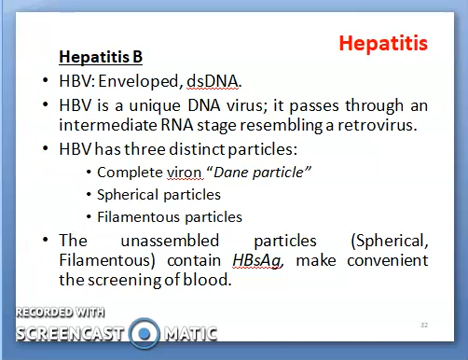 Hepatitis
Hepatitis B
• HBV: Enveloped, dsDNA.
• HBV is a unique DNA virus; it passes through an
intermediate RNA stage resembling a retrovirus.
• HBV has three distinct particles:
• Complete viron “Dane particle”
• Spherical particles
• Filamentous particles
• The unassembled particles (Spherical,
Filamentous) contain HBsAg, make convenient
the screening of blood.
RECORDED WITH
SCREENCAST MATIC
32